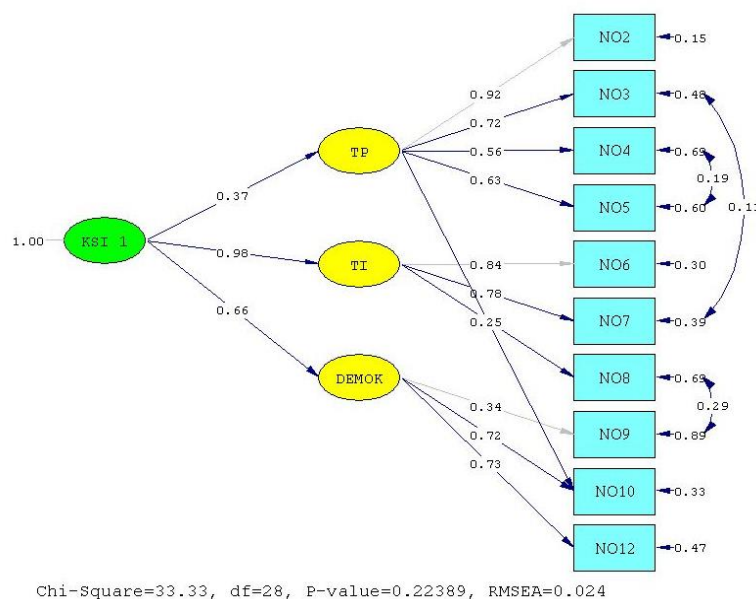 NO2 0.15
0.92
NO3 0.48
0.72
TP 0.56 NO4 0.69
0.19
0.63
0.37 NO5 0.60
0.11
1.00 KSI 1
0.98 TI 0.84 NO6 0.30
0.78
0.66 0.25 NO7 0.39
DEMOK NO8 0.69
0.34 0.29
0.72 NO9 0.89
0.73
NO10 0.33
NO12 0.47
Chi-Square=33.33, df=28, P-value=0.22389, RMSEA=0.024